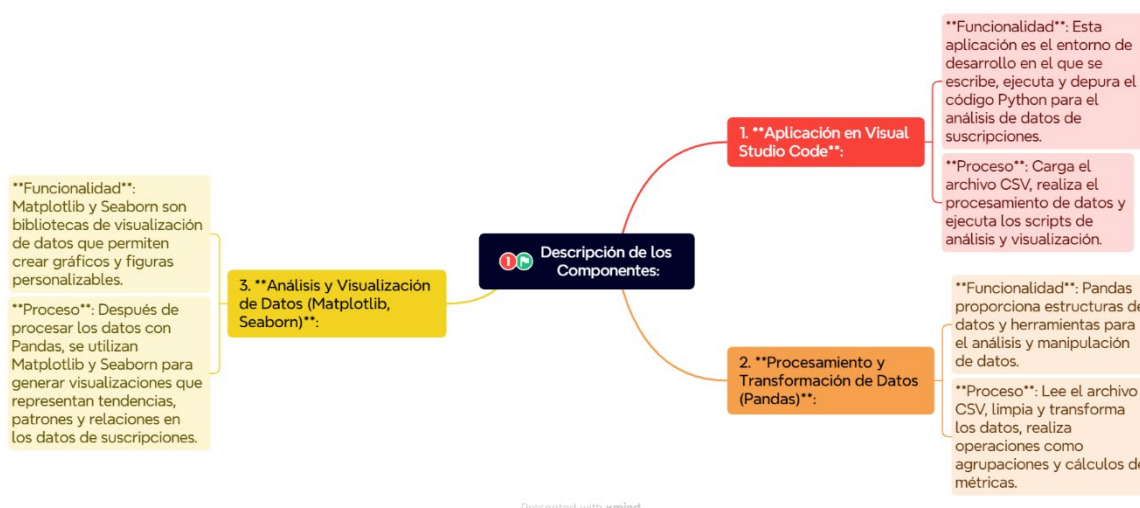 Descripción de los
Componentes:
1. **Aplicación en Visual
Studio Code**:
**Funcionalidad**: Esta
aplicación es el entorno de
desarrollo en el que se
escribe, ejecuta y depura el
código Python para el
análisis de datos de
suscripciones.
**Proceso**: Carga el
archivo CSV, realiza el
procesamiento de datos y
ejecuta los scripts de
análisis y visualización.
2. **Procesamiento y
Transformación de Datos
(Pandas)**:
**Funcionalidad**: Pandas
proporciona estructuras de
datos y herramientas para
el análisis y manipulación
de datos.
**Proceso**: Lee el archivo
CSV, limpia y transforma
los datos, realiza
operaciones como
agrupaciones y cálculos de
métricas.
3. **Análisis y Visualización
de Datos (Matplotlib,
Seaborn)**:
**Funcionalidad**:
Matplotlib y Seaborn son
bibliotecas de visualización
de datos que permiten
crear gráficos y figuras
personalizables.
**Proceso**: Después de
procesar los datos con
Pandas, se utilizan
Matplotlib y Seaborn para
generar visualizaciones que
representan tendencias,
patrones y relaciones en
los datos de suscripciones.
1
Presented with xmind